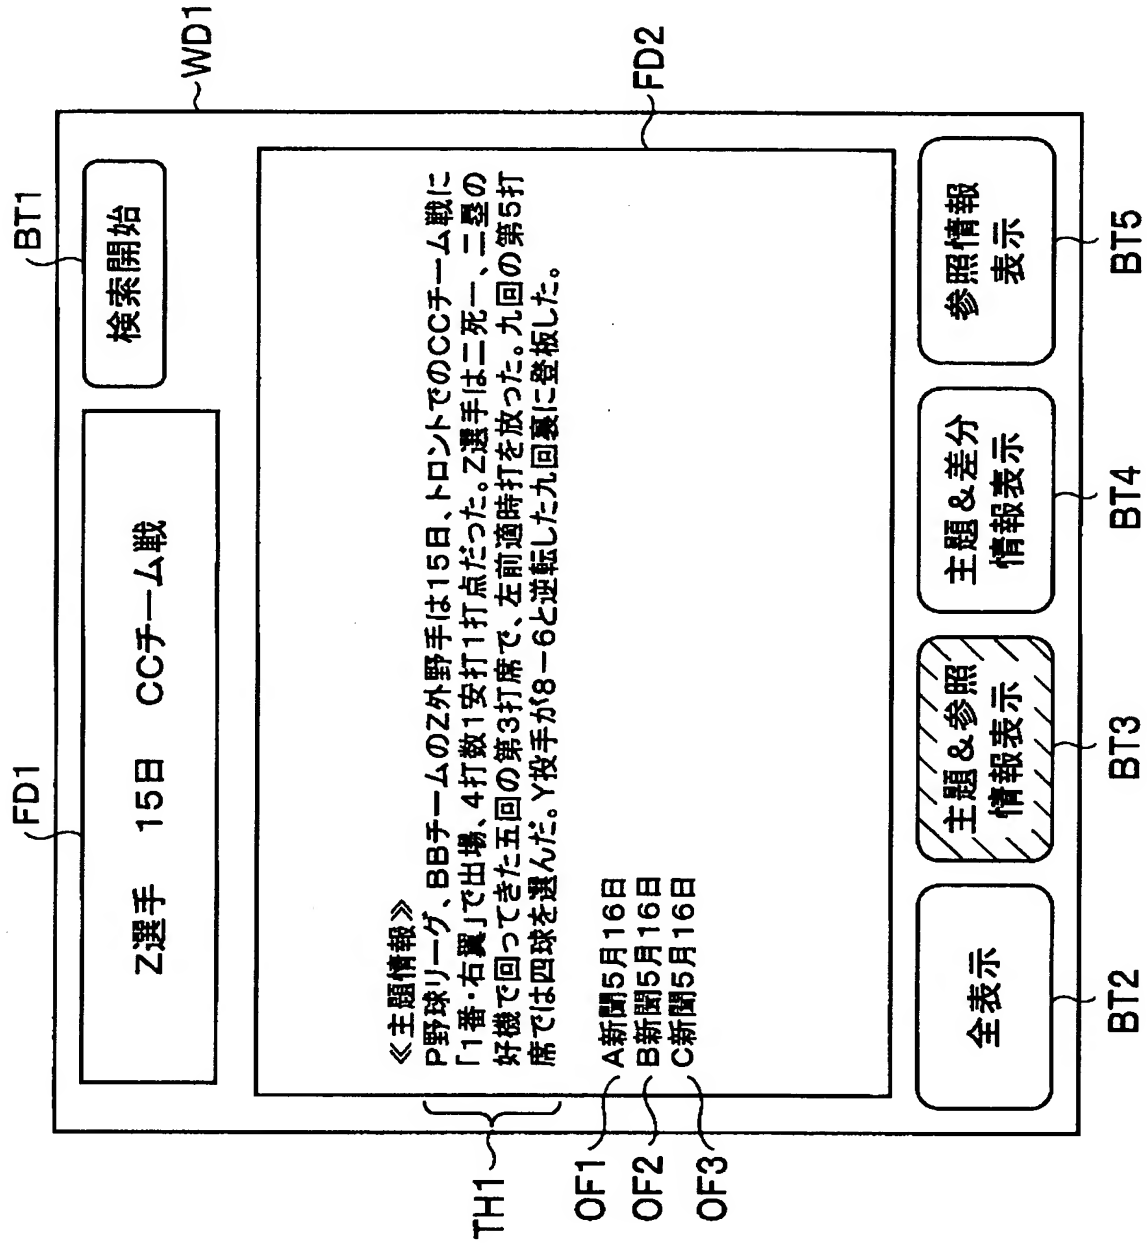 FD1
BT1
WD1
Z選手 15日 CCチーム戦
検索開始
FD2
≪主題情報≫
P野球リーグ、BBチームのZ外野手は15日、トロントでのCCチーム戦に
「1番・右翼」で出場、4打数1安打1打点だった。Z選手は二死一、二塁の
好機で回ってきた五回の第3打席で、左前適時打を放った。九回の第5打
席では四球を選んだ。Y投手が8－6と逆転した九回裏に登板した。
TH1
OF1
A新聞5月16日
OF2
B新聞5月16日
OF3
C新聞5月16日
全表示
主題&参照
情報表示
主題&差分
情報表示
参照情報
表示
BT2
BT3
BT4
BT5